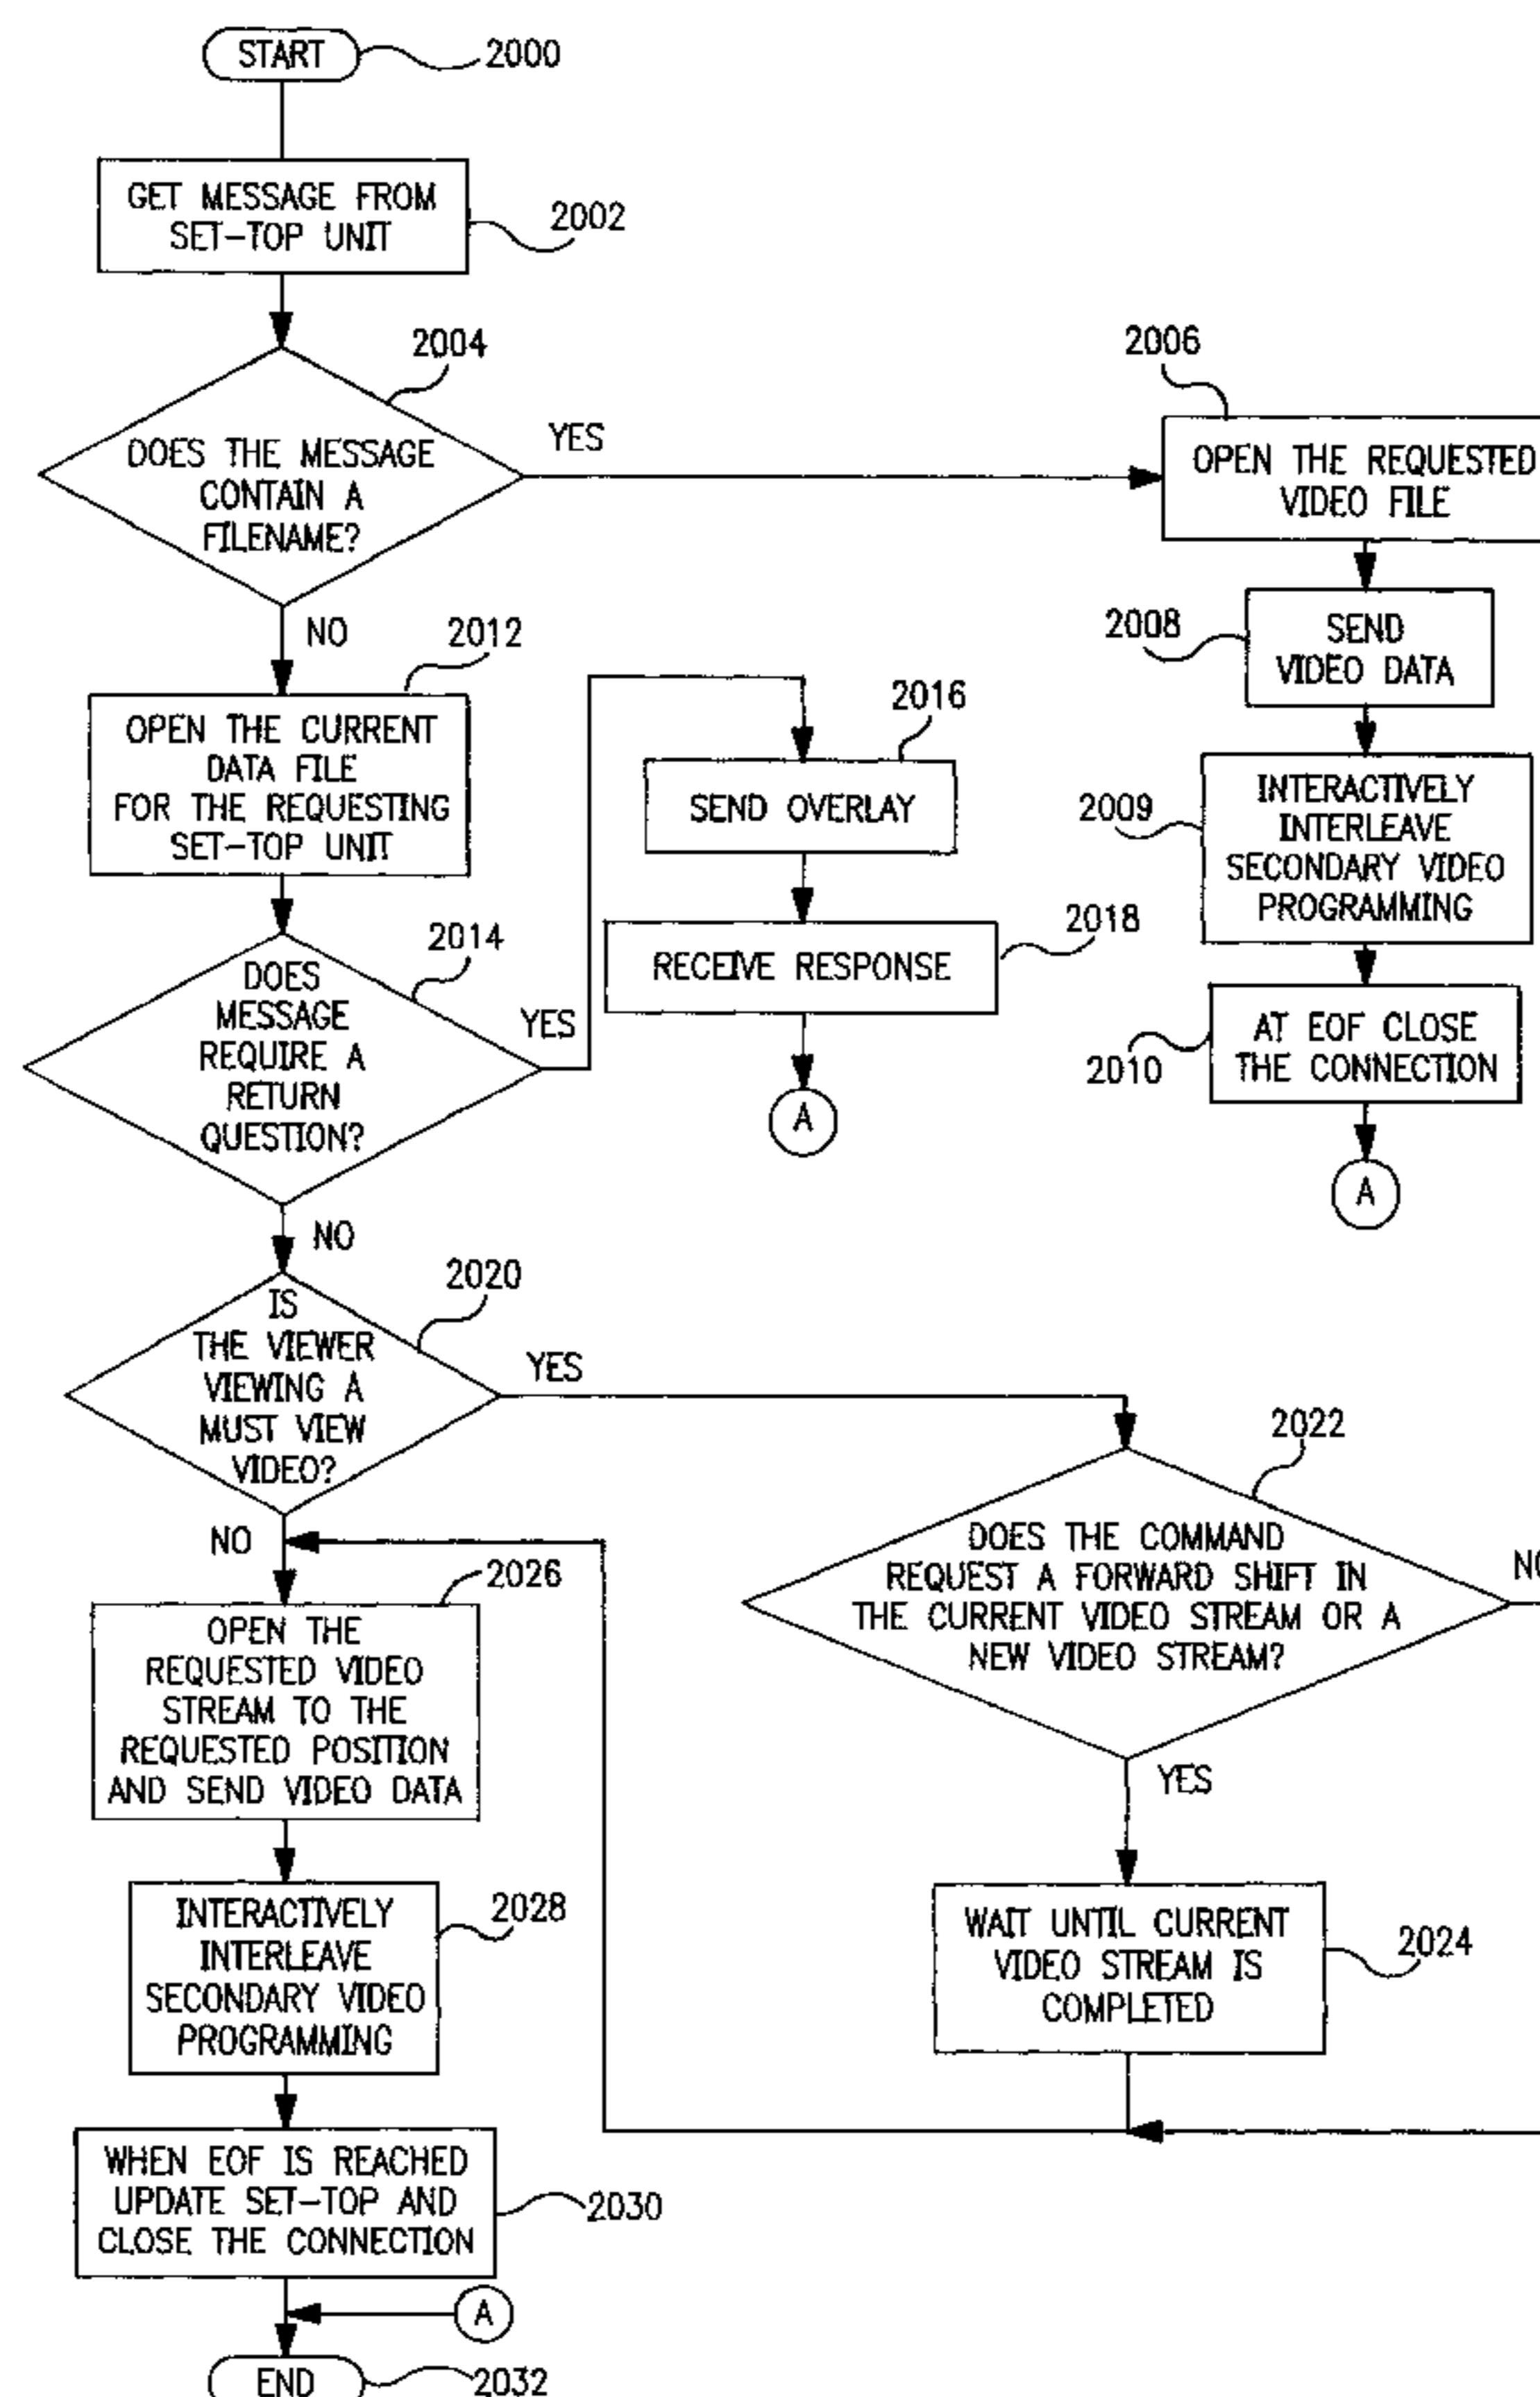 START
2000
GET MESSAGE FROM
SET-TOP UNIT
2002
2004
DOES THE MESSAGE
CONTAIN A
FILENAME?
YES
NO
2006
OPEN THE REQUESTED
VIDEO FILE
2008
SEND
VIDEO DATA
2009
INTERACTIVELY
INTERLEAVE
SECONDARY VIDEO
PROGRAMMING
2010
AT EOF CLOSE
THE CONNECTION
A
2012
OPEN THE CURRENT
DATA FILE
FOR THE REQUESTING
SET-TOP UNIT
2014
DOES
MESSAGE
REQUIRE A
RETURN
QUESTION?
YES
NO
2016
SEND OVERLAY
2018
RECEIVE RESPONSE
A
2020
IS
THE VIEWER
VIEWING A
MUST VIEW
VIDEO?
YES
NO
2022
DOES THE COMMAND
REQUEST A FORWARD SHIFT IN
THE CURRENT VIDEO STREAM OR A
NEW VIDEO STREAM?
NO
YES
2024
WAIT UNTIL CURRENT
VIDEO STREAM IS
COMPLETED
2026
OPEN THE
REQUESTED VIDEO
STREAM TO THE
REQUESTED POSITION
AND SEND VIDEO DATA
2028
INTERACTIVELY
INTERLEAVE
SECONDARY VIDEO
PROGRAMMING
WHEN EOF IS REACHED
UPDATE SET-TOP AND
CLOSE THE CONNECTION
2030
A
END
2032